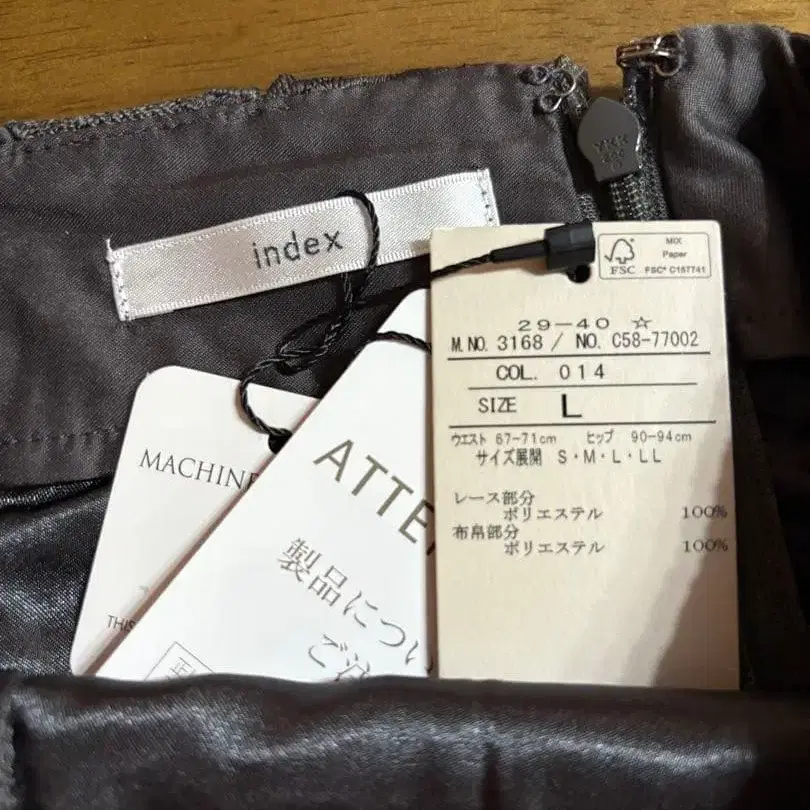 index
YKK
MIX
Paper
FSC
FSC® C157741
29-40 ☆
M.NO. 3168 / NO. C58-77002
COL. 014
SIZE L
ウエスト 67-71cm ヒップ 90-94cm
サイズ展開 S・M・L・LL
レース部分
ポリエステル 100%
布帛部分
ポリエステル 100%
MACHINE
THIS
ATTE
製品につい
ご注